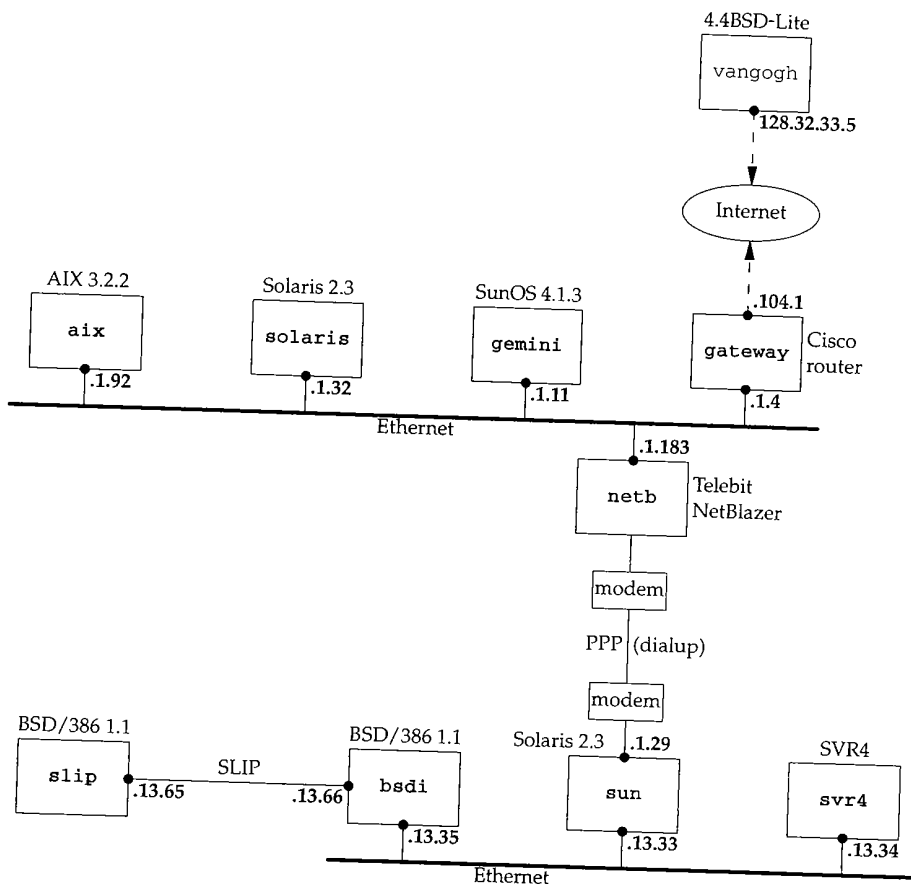 4.4BSD-Lite
vangogh
128.32.33.5
Internet
AIX 3.2.2
aix
.1.92
Solaris 2.3
solaris
.1.32
SunOS 4.1.3
gemini
.1.11
.104.1
gateway
Cisco
router
.1.4
Ethernet
.1.183
netb
Telebit
NetBlazer
modem
PPP (dialup)
modem
BSD/386 1.1
slip
.13.65
SLIP
BSD/386 1.1
bsdi
.13.66
.13.35
Solaris 2.3
.1.29
sun
.13.33
SVR4
svr4
.13.34
Ethernet